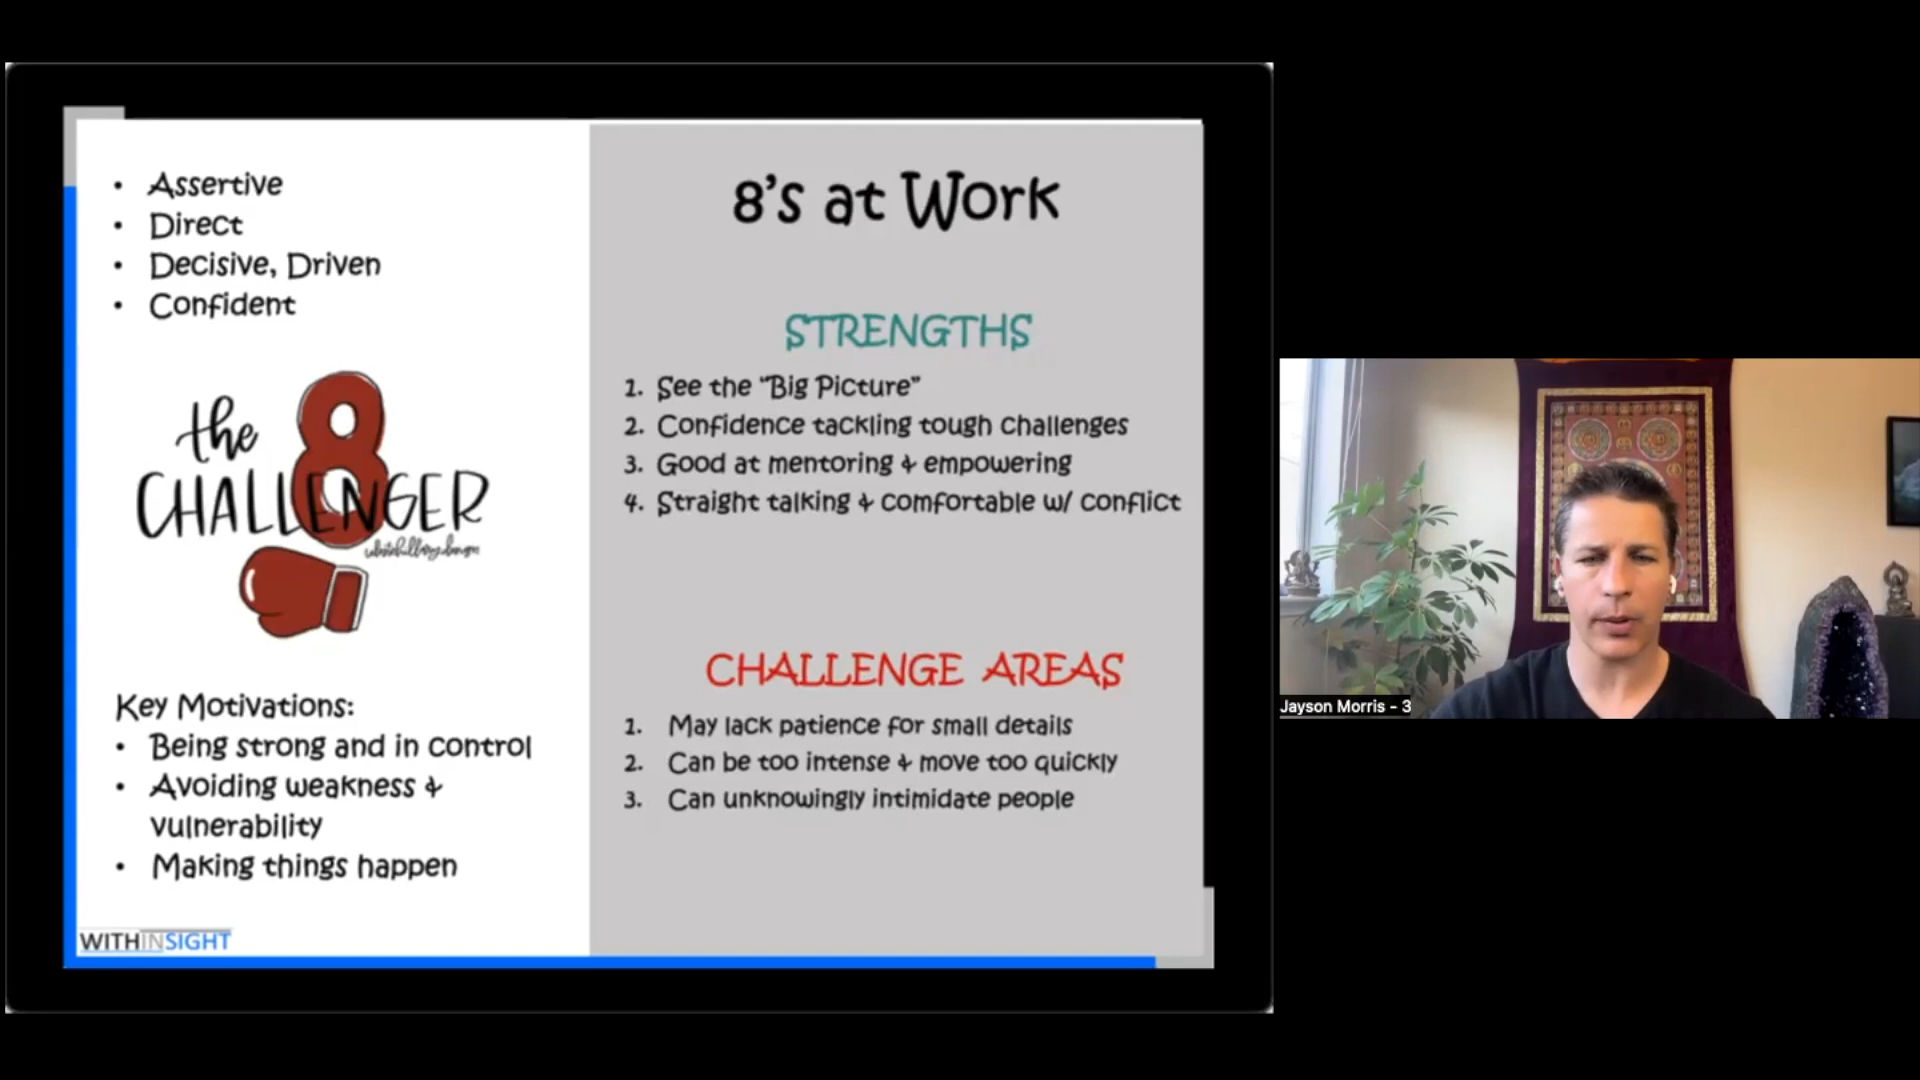 • Assertive
• Direct
• Decisive, Driven
• Confident
the 8
CHALLENGER
Key Motivations:
• Being strong and in control
• Avoiding weakness &
vulnerability
• Making things happen
WITHINSIGHT
8's at Work
STRENGTHS
1. See the "Big Picture"
2. Confidence tackling tough challenges
3. Good at mentoring & empowering
4. Straight talking & comfortable w/ conflict
CHALLENGE AREAS
1. May lack patience for small details
2. Can be too intense & move too quickly
3. Can unknowingly intimidate people
Jayson Morris - 3